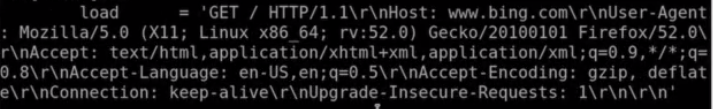 load      = 'GET / HTTP/1.1\r\nHost: www.bing.com\r\nUser-Agent
: Mozilla/5.0 (X11; Linux x86_64; rv:52.0) Gecko/20100101 Firefox/52.0\
r\nAccept: text/html,application/xhtml+xml,application/xml;q=0.9,*/*;q=
0.8\r\nAccept-Language: en-US,en;q=0.5\r\nAccept-Encoding: gzip, deflat
e\r\nConnection: keep-alive\r\nUpgrade-Insecure-Requests: 1\r\n\r\n'